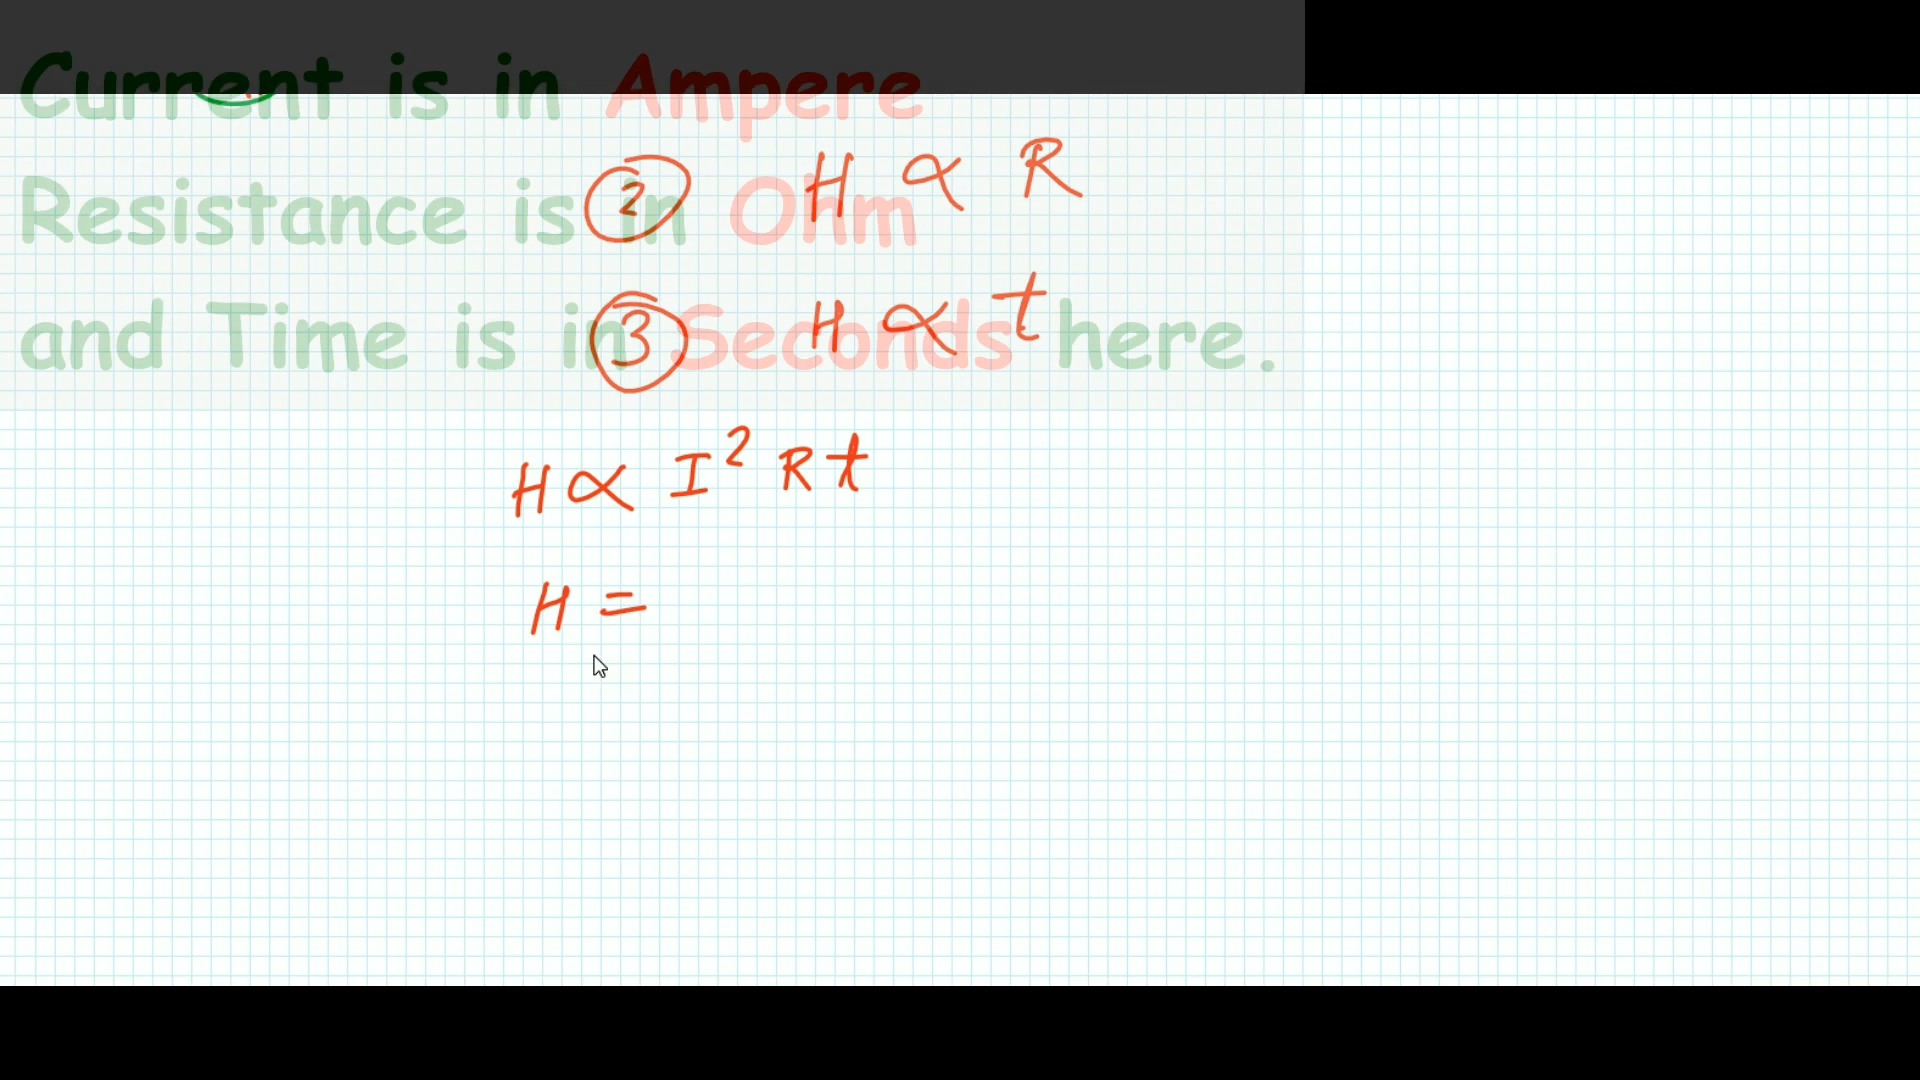 Current is in Ampere
Resistance is in Ohm
and Time is in Seconds here.
2 H ∝ R
3 H ∝ t
H ∝ I² R t
H =